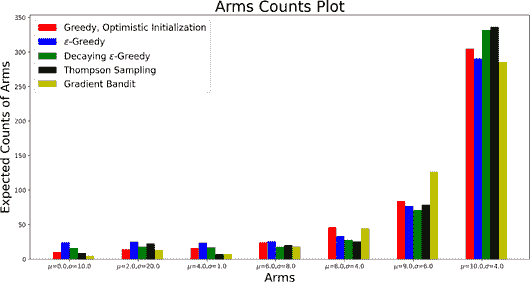 Arms Counts Plot
Greedy, Optimistic Initialization
ε-Greedy
Decaying ε-Greedy
Thompson Sampling
Gradient Bandit
Expected Counts of Arms
350
300
250
200
150
100
50
0
μ=0.0,σ=10.0 μ=2.0,σ=20.0 μ=4.0,σ=1.0 μ=6.0,σ=8.0 μ=8.0,σ=4.0 μ=9.0,σ=6.0 μ=10.0,σ=4.0
Arms